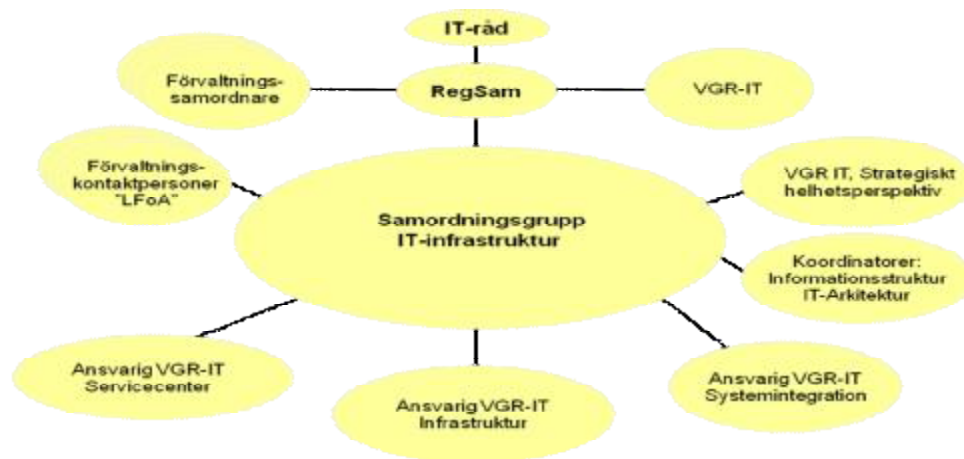 IT-råd
Förvaltnings-
samordnare
RegSam
VGR-IT
Förvaltnings-
kontaktpersoner
"LFoA"
Samordningsgrupp
IT-infrastruktur
VGR IT, Strategiskt
helhetsperspektiv
Koordinatorer:
Informationsstruktur
IT-Arkitektur
Ansvarig VGR-IT
Servicecenter
Ansvarig VGR-IT
Infrastruktur
Ansvarig VGR-IT
Systemintegration